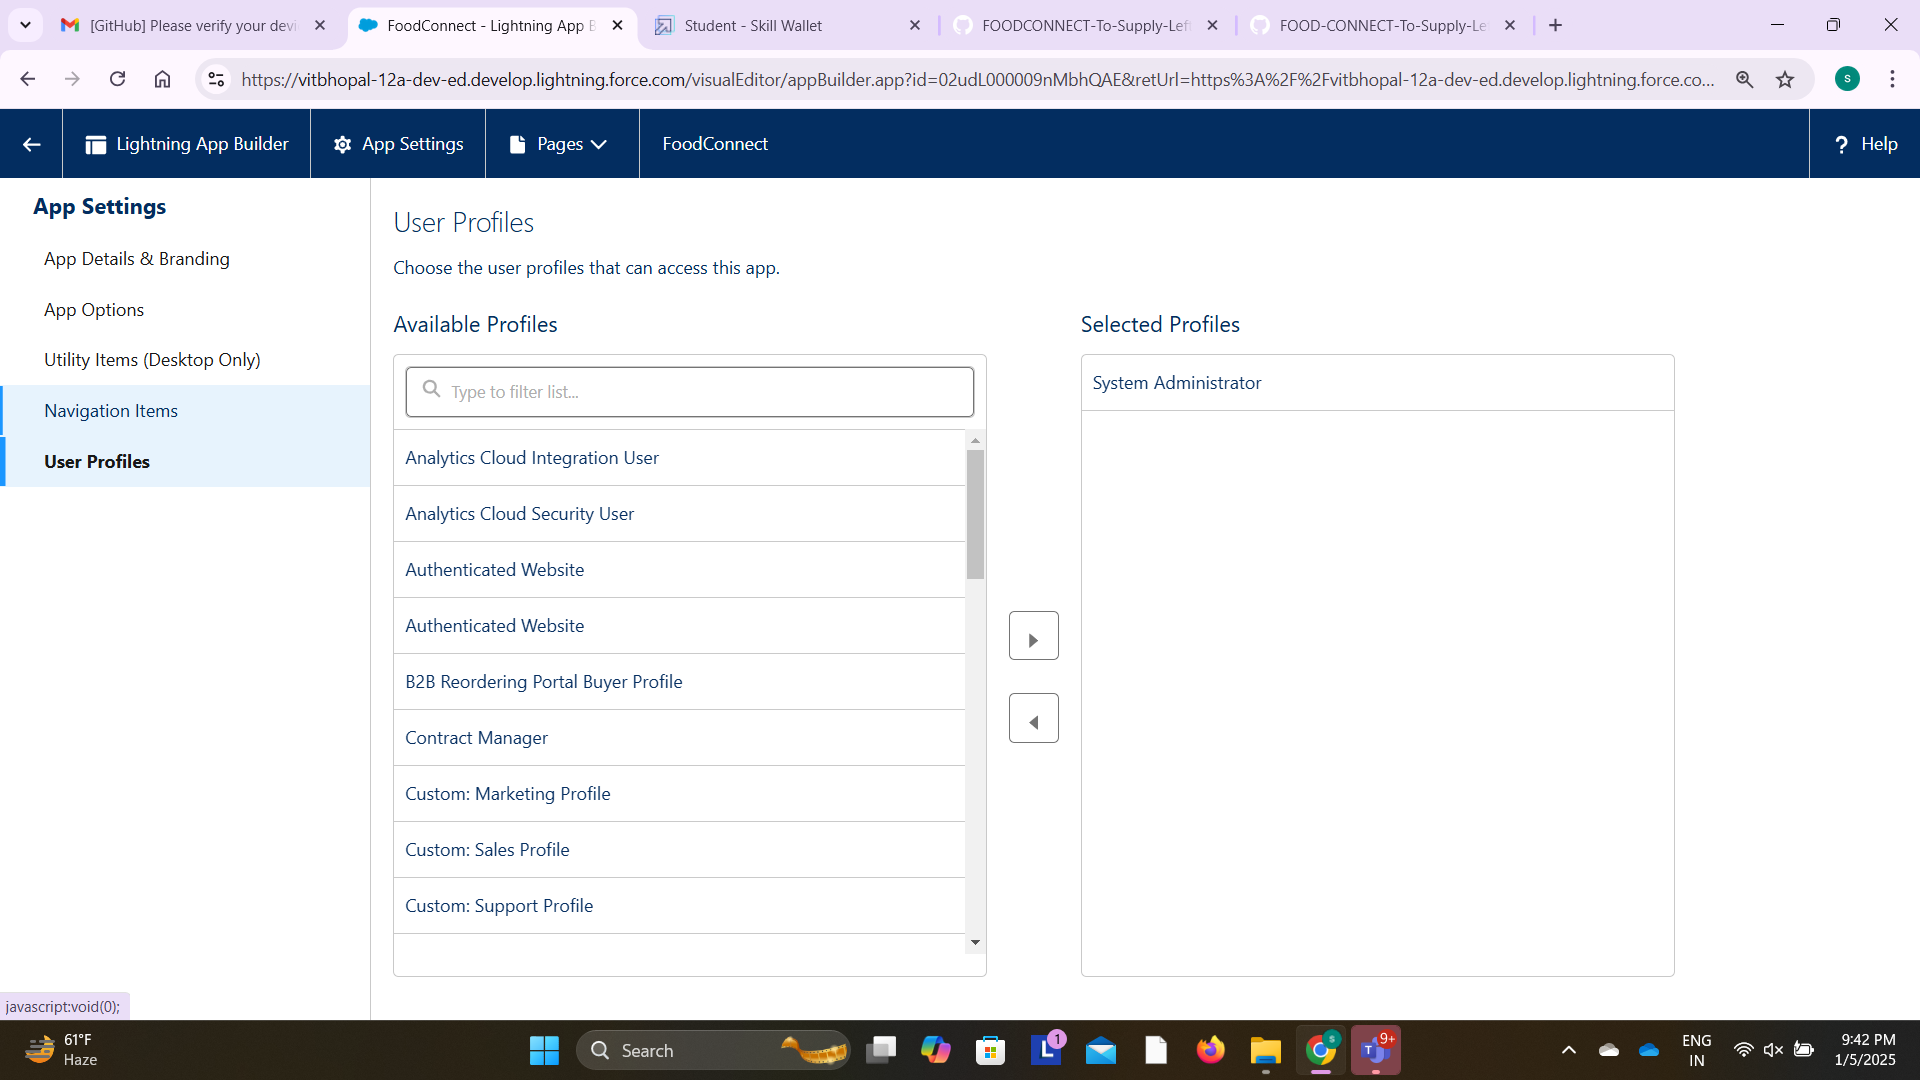 [GitHub] Please verify your devi
FoodConnect - Lightning App B
Student - Skill Wallet
FOODCONNECT-To-Supply-Left
FOOD-CONNECT-To-Supply-Le
https://vitbhopal-12a-dev-ed.develop.lightning.force.com/visualEditor/appBuilder.app?id=02udL000009nMbhQAE&retUrl=https%3A%2F%2Fvitbhopal-12a-dev-ed.develop.lightning.force.co...
S
Lightning App Builder
App Settings
Pages
FoodConnect
? Help
App Settings
App Details & Branding
App Options
Utility Items (Desktop Only)
Navigation Items
User Profiles
User Profiles
Choose the user profiles that can access this app.
Available Profiles
Type to filter list...
Analytics Cloud Integration User
Analytics Cloud Security User
Authenticated Website
Authenticated Website
B2B Reordering Portal Buyer Profile
Contract Manager
Custom: Marketing Profile
Custom: Sales Profile
Custom: Support Profile
Selected Profiles
System Administrator
javascript:void(0);
61°F
Haze
Search
L
1
S
T
9+
ENG
IN
9:42 PM
1/5/2025